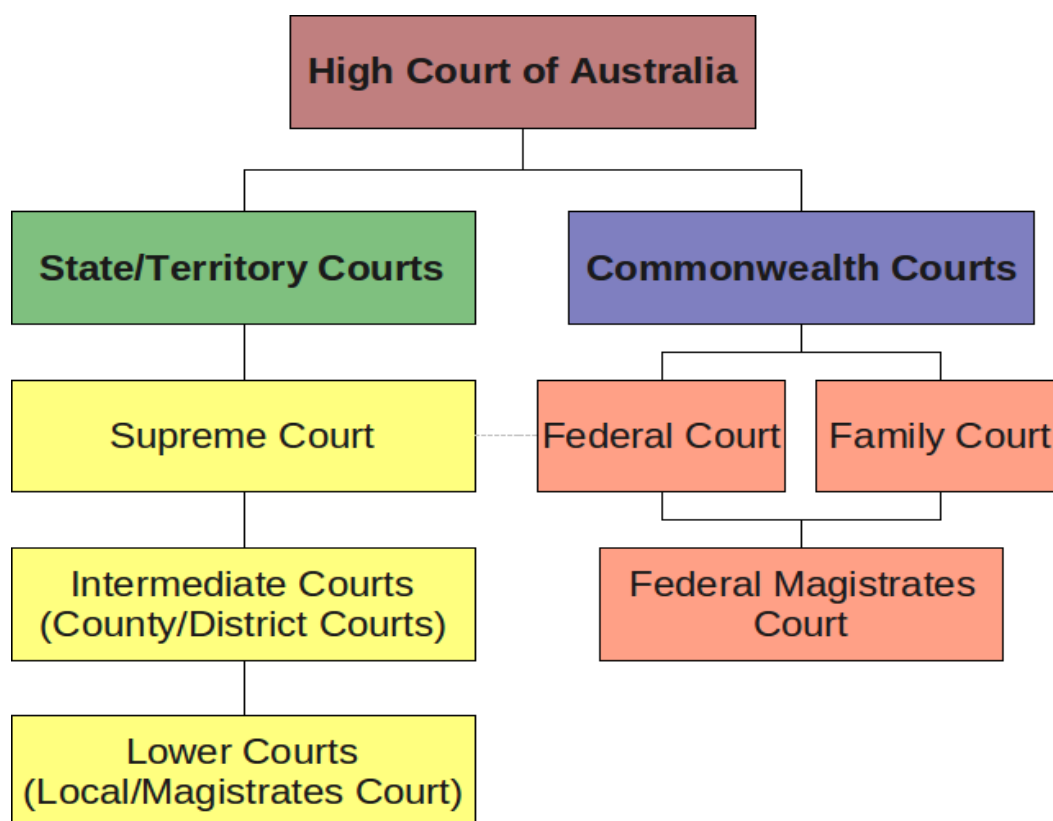 High Court of Australia
State/Territory Courts
Commonwealth Courts
Supreme Court
Federal Court
Family Court
Intermediate Courts
(County/District Courts)
Federal Magistrates
Court
Lower Courts
(Local/Magistrates Court)